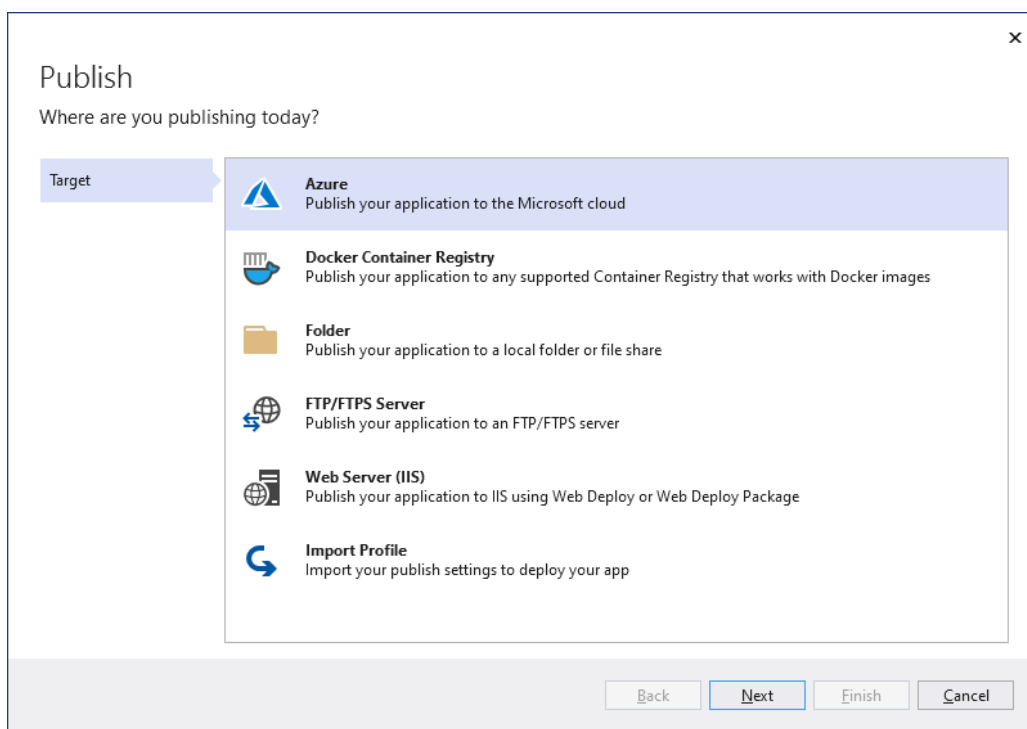 Publish
Where are you publishing today?
Target
Azure
Publish your application to the Microsoft cloud
Docker Container Registry
Publish your application to any supported Container Registry that works with Docker images
Folder
Publish your application to a local folder or file share
FTP/FTPS Server
Publish your application to an FTP/FTPS server
Web Server (IIS)
Publish your application to IIS using Web Deploy or Web Deploy Package
Import Profile
Import your publish settings to deploy your app
Back
Next
Finish
Cancel